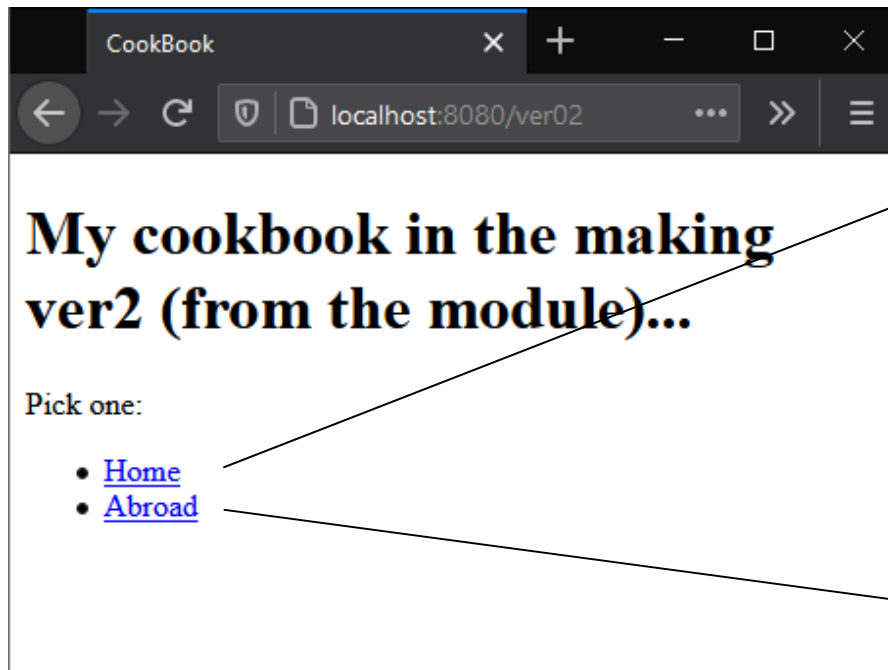 CookBook
localhost:8080/ver02
My cookbook in the making
ver2 (from the module)...
Pick one:
Home
Abroad